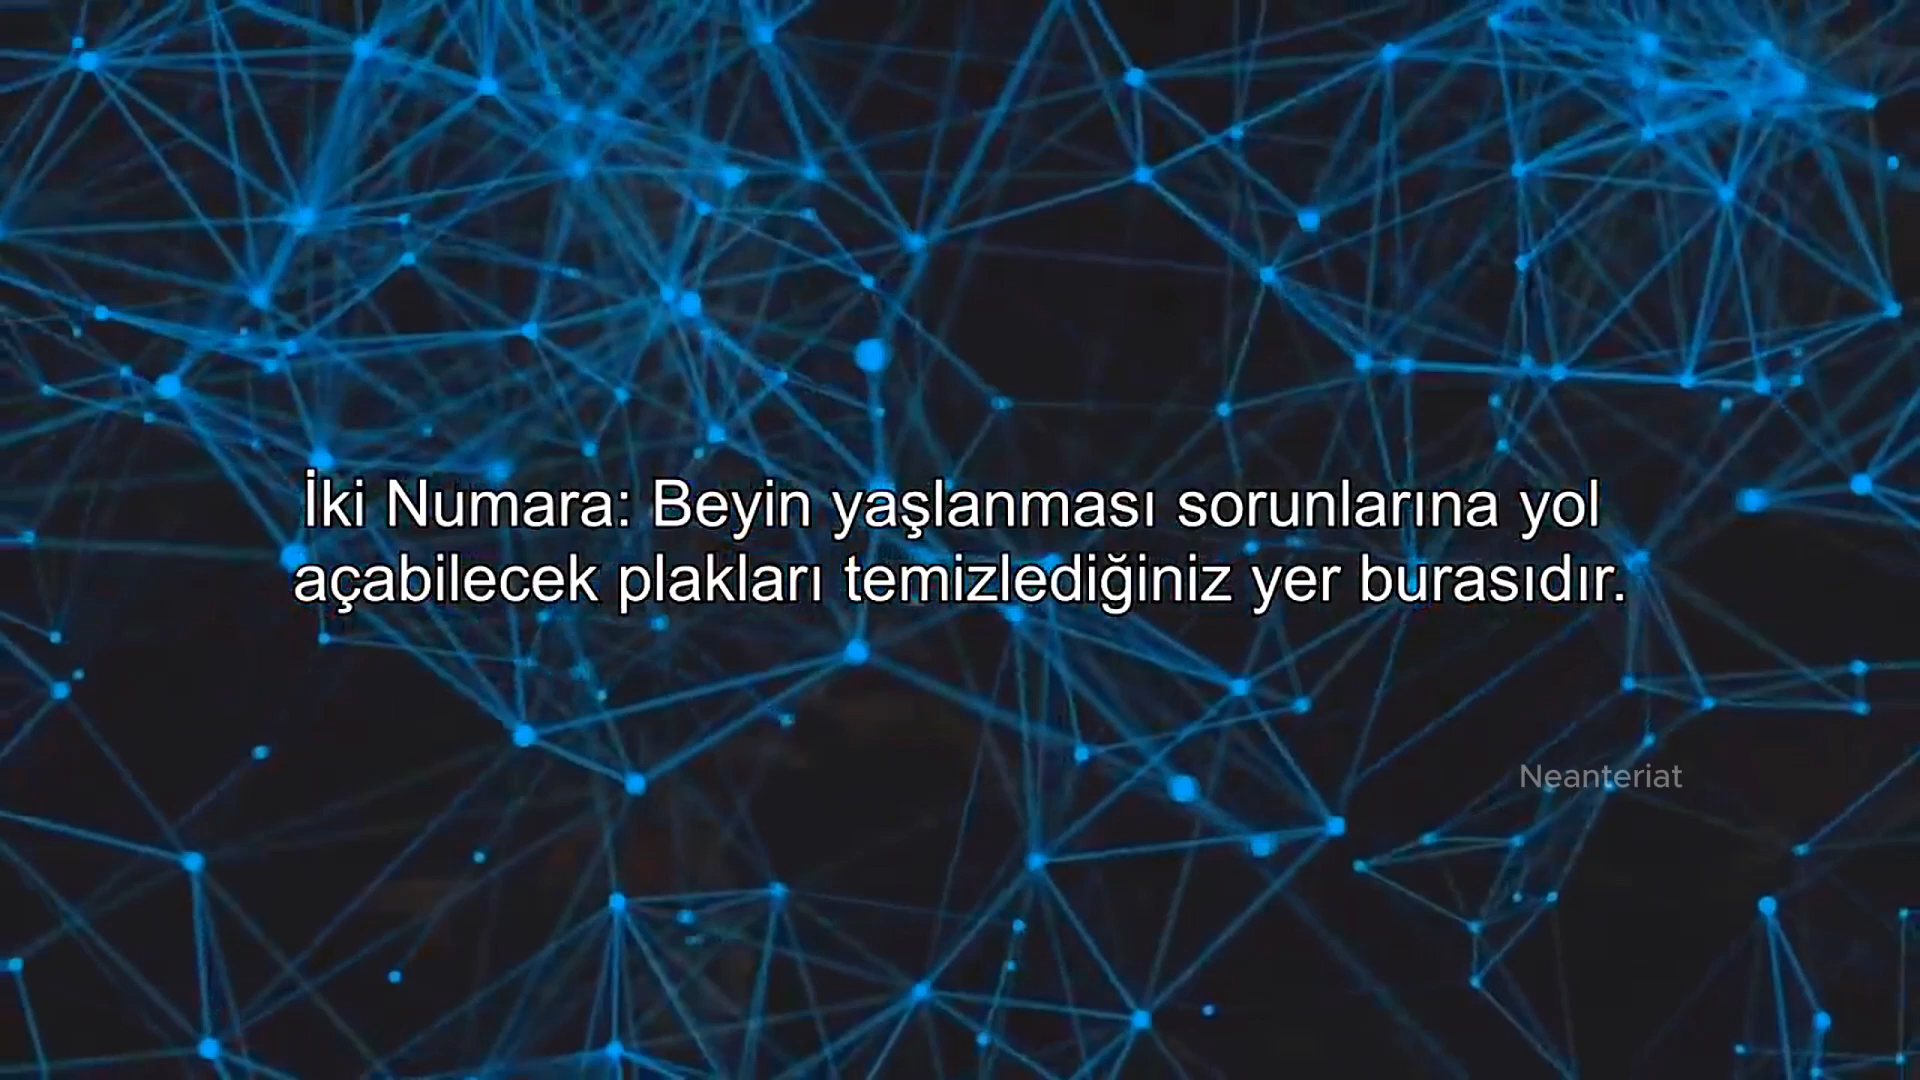 İki Numara: Beyin yaşlanması sorunlarına yol
açabilecek plakları temizlediğiniz yer burasıdır.
Neanteriat